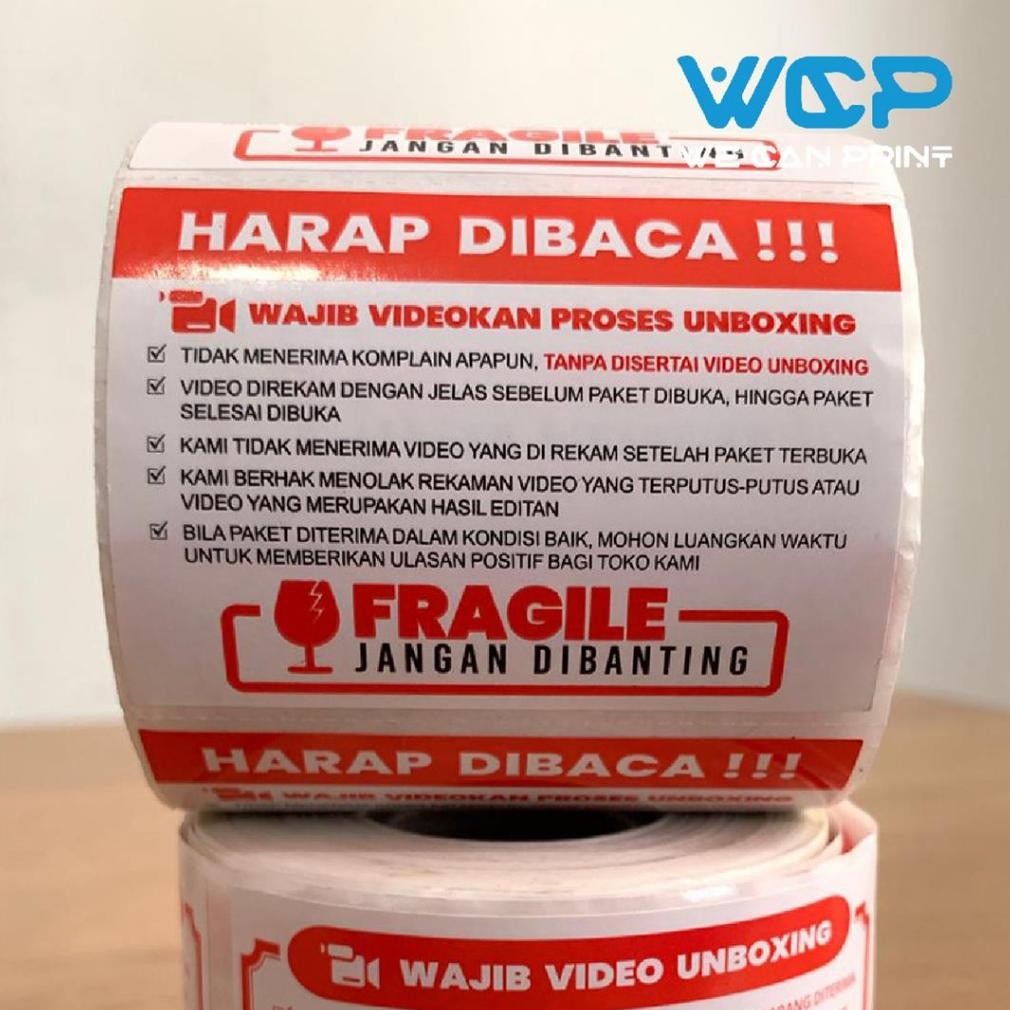 WCP
WE CAN PRINT
FRAGILE
JANGAN DIBANTING
HARAP DIBACA !!!
WAJIB VIDEOKAN PROSES UNBOXING
TIDAK MENERIMA KOMPLAIN APAPUN, TANPA DISERTAI VIDEO UNBOXING
VIDEO DIREKAM DENGAN JELAS SEBELUM PAKET DIBUKA, HINGGA PAKET
SELESAI DIBUKA
KAMI TIDAK MENERIMA VIDEO YANG DI REKAM SETELAH PAKET TERBUKA
KAMI BERHAK MENOLAK REKAMAN VIDEO YANG TERPUTUS-PUTUS ATAU
VIDEO YANG MERUPAKAN HASIL EDITAN
BILA PAKET DITERIMA DALAM KONDISI BAIK, MOHON LUANGKAN WAKTU
UNTUK MEMBERIKAN ULASAN POSITIF BAGI TOKO KAMI
FRAGILE
JANGAN DIBANTING
HARAP DIBACA !!!
WAJIB VIDEOKAN PROSES UNBOXING
WAJIB VIDEO UNBOXING